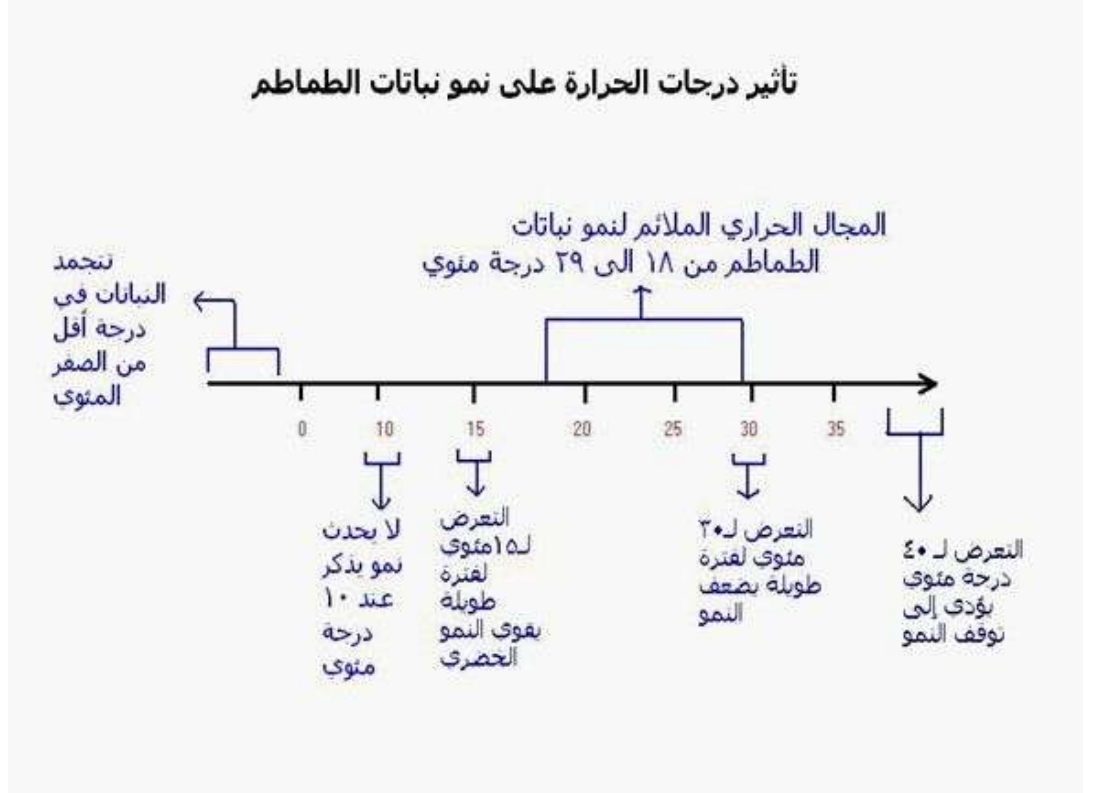 تأثير درجات الحرارة على نمو نباتات الطماطم
المجال الحراري الملائم لنمو نباتات
الطماطم من ١٨ الى ٢٩ درجة مئوي
تتجمد
النباتات في
درجة أقل
من الصفر
المئوي
0 10 15 20 25 30 35
لا يحدث
نمو يذكر
عند ١٠
درجة
مئوي
التعرض
لـ١٥مئوي
لفترة
طويلة
يقوي النمو
الخضري
التعرض لـ٣٠
مئوي لفترة
طويلة يضعف
النمو
التعرض لـ ٤٠
درجة مئوي
يؤدي إلى
توقف النمو